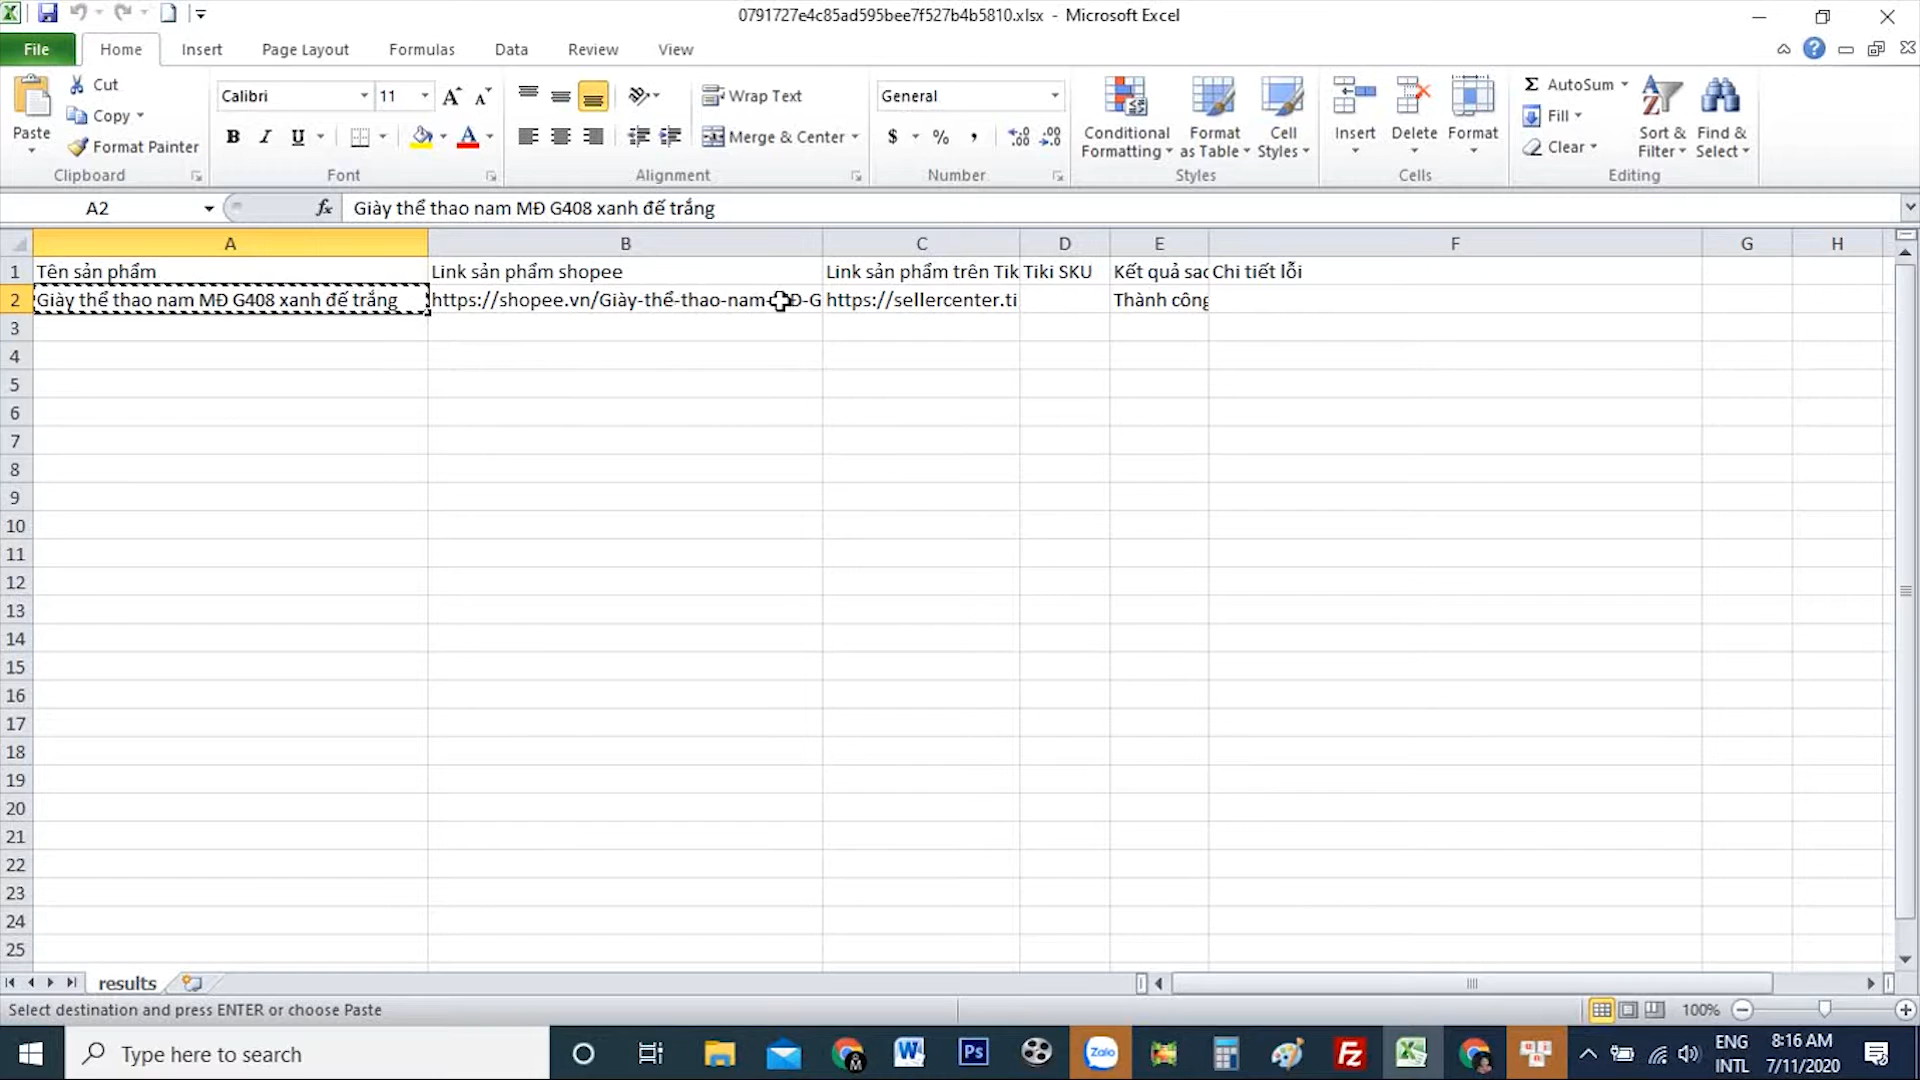 0791727e4c85ad595bee7f527b4b5810.xlsx - Microsoft Excel
File Home Insert Page Layout Formulas Data Review View
Paste
Cut
Copy
Format Painter
Clipboard
Calibri 11
B I U
Font
Wrap Text
Merge & Center
Alignment
General
$ % ,
Number
Conditional Formatting
Format as Table
Cell Styles
Styles
Insert Delete Format
Cells
Σ AutoSum
Fill
Clear
Sort & Filter
Find & Select
Editing
A2 fx Giày thể thao nam MĐ G408 xanh đế trắng
A B C D E F G H
1 Tên sản phẩm Link sản phẩm shopee Link sản phẩm trên Tik Tiki SKU Kết quả sao Chi tiết lỗi
2 Giày thể thao nam MĐ G408 xanh đế trắng https://shopee.vn/Giày-thể-thao-nam-MĐ-G https://sellercenter.ti Thành công
3
4
5
6
7
8
9
10
11
12
13
14
15
16
17
18
19
20
21
22
23
24
25
results
Select destination and press ENTER or choose Paste 100%
Type here to search
Ps
Zalo
Fz
ENG
INTL
8:16 AM
7/11/2020